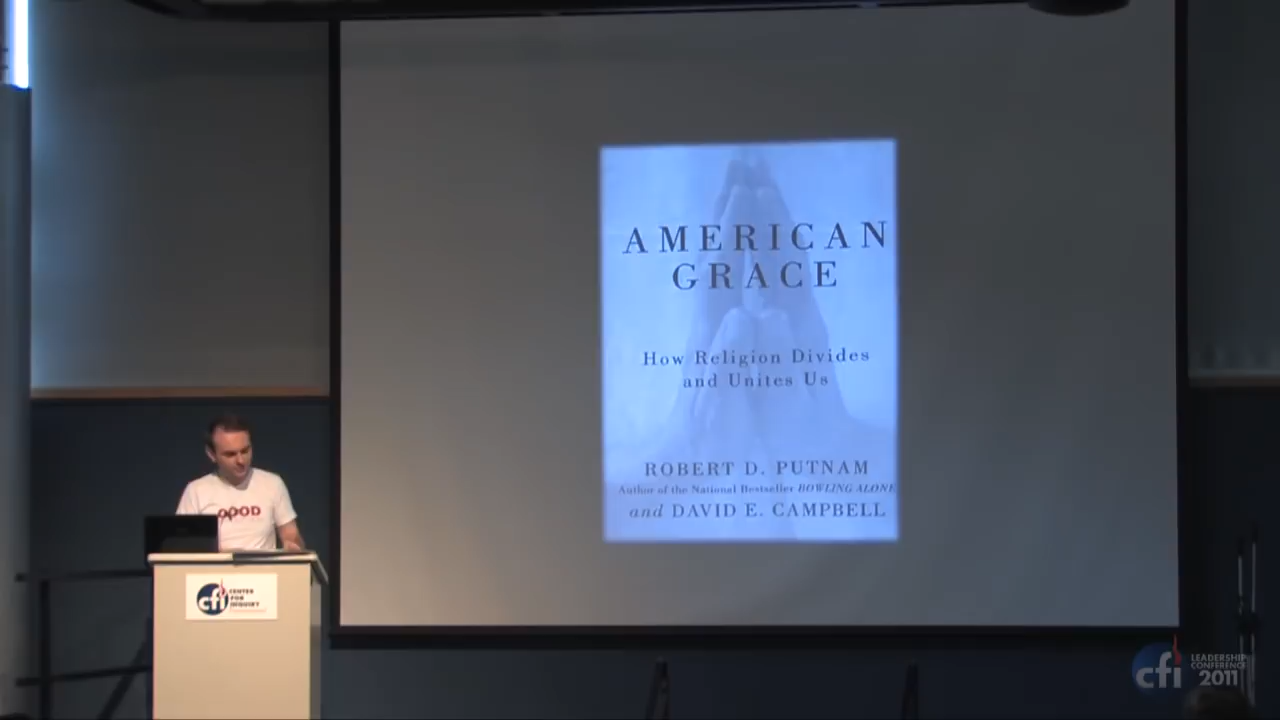 AMERICAN
GRACE
How Religion Divides
and Unites Us
ROBERT D. PUTNAM
Author of the National Bestseller BOWLING ALONE
and DAVID E. CAMPBELL
cfi
CENTER
FOR
INQUIRY
cfi
LEADERSHIP
CONFERENCE
2011